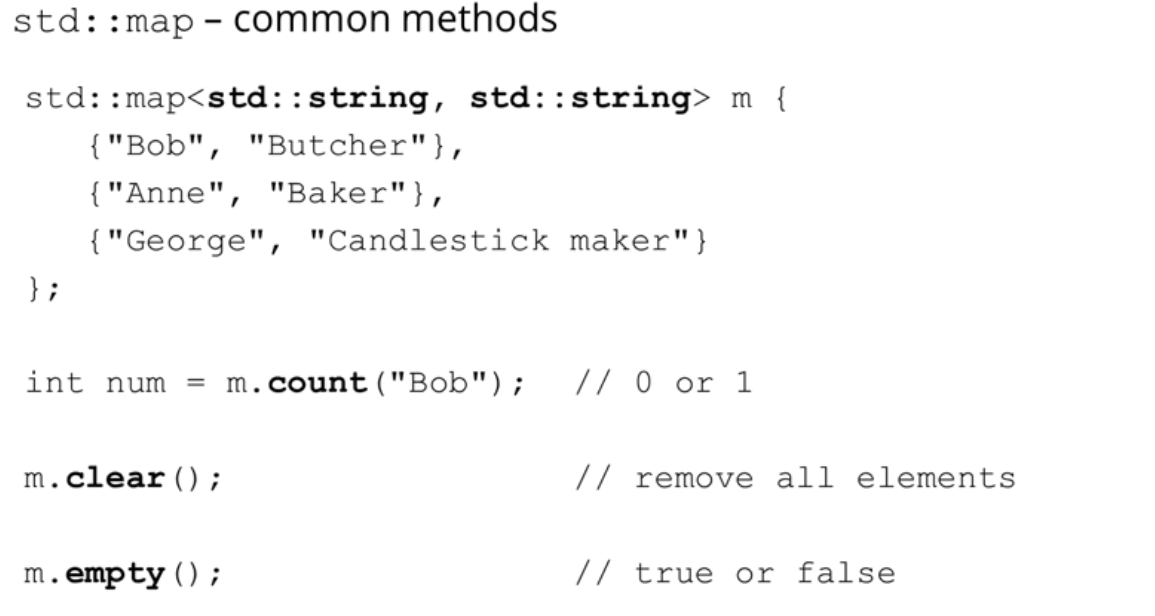 std::map – common methods
std::map<std::string, std::string> m {
{"Bob", "Butcher"},
{"Anne", "Baker"},
{"George", "Candlestick maker"}
};
int num = m.count("Bob"); // 0 or 1
m.clear(); // remove all elements
m.empty(); // true or false